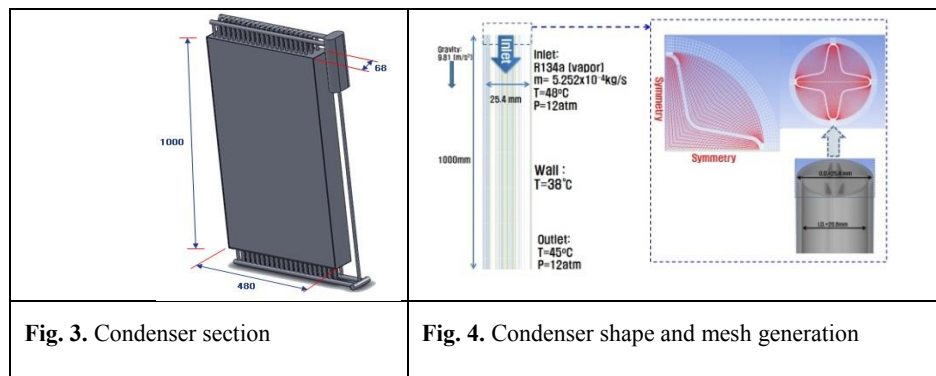 68
1000
480
Fig. 3. Condenser section
Gravity:
9.81 (m/s²)
Inlet
25.4 mm
1000mm
Inlet:
R134a (vapor)
m= 5.252x10⁻⁴kg/s
T=48°C
P=12atm
Wall :
T=38°C
Outlet:
T=45°C
P=12atm
Symmetry
Symmetry
Fig. 4. Condenser shape and mesh generation